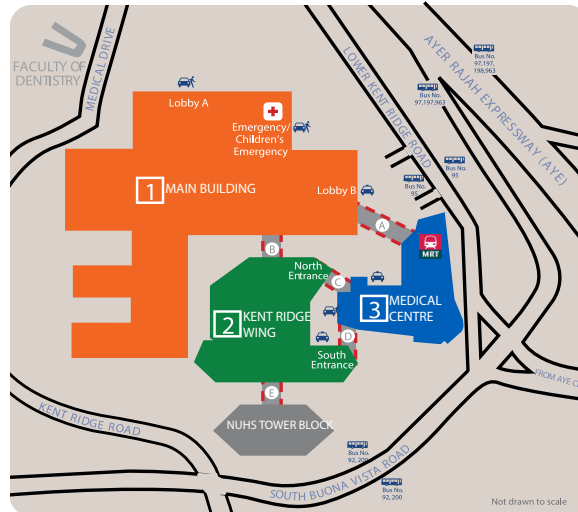 FACULTY OF
DENTISTRY
MEDICAL DRIVE
LOWER KENT RIDGE ROAD
AYER RAJAH EXPRESSWAY (AYE)
Bus No.
97,197,
198,963
Bus No.
97,197,963
Lobby A
Emergency/
Children's
Emergency
Bus No.
95
Bus No.
95
1 MAIN BUILDING
Lobby B
A
MRT
B
North
Entrance
C
2 KENT RIDGE
WING
3 MEDICAL
CENTRE
D
South
Entrance
E
FROM AYE C
KENT RIDGE ROAD
NUHS TOWER BLOCK
Bus No.
92, 200
SOUTH BUONA VISTA ROAD
Bus No.
92, 200
Not drawn to scale